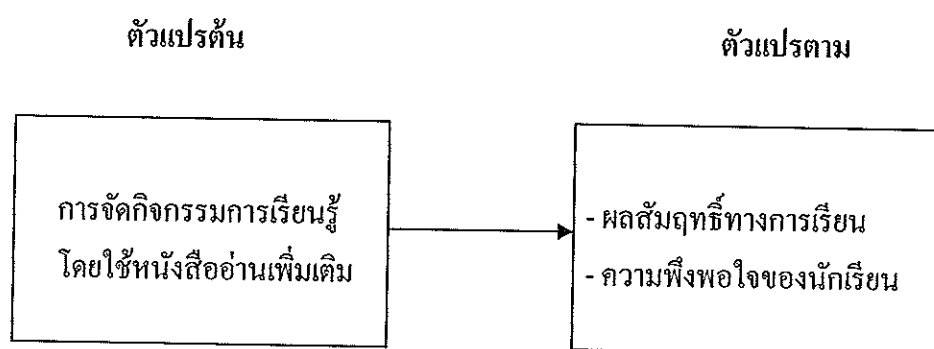 ตัวแปรต้น
ตัวแปรตาม
การจัดกิจกรรมการเรียนรู้
โดยใช้หนังสืออ่านเพิ่มเติม
- ผลสัมฤทธิ์ทางการเรียน
- ความพึงพอใจของนักเรียน